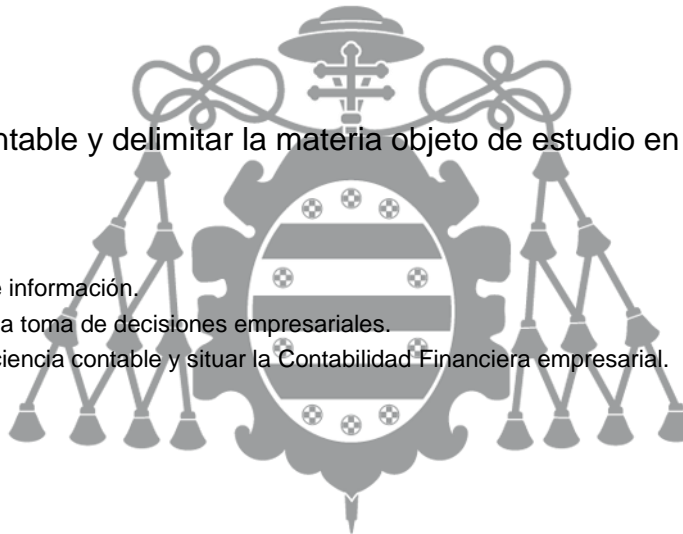 ntable y delimitar la materia objeto de estudio en
e información.
a toma de decisiones empresariales.
ciencia contable y situar la Contabilidad Financiera empresarial.